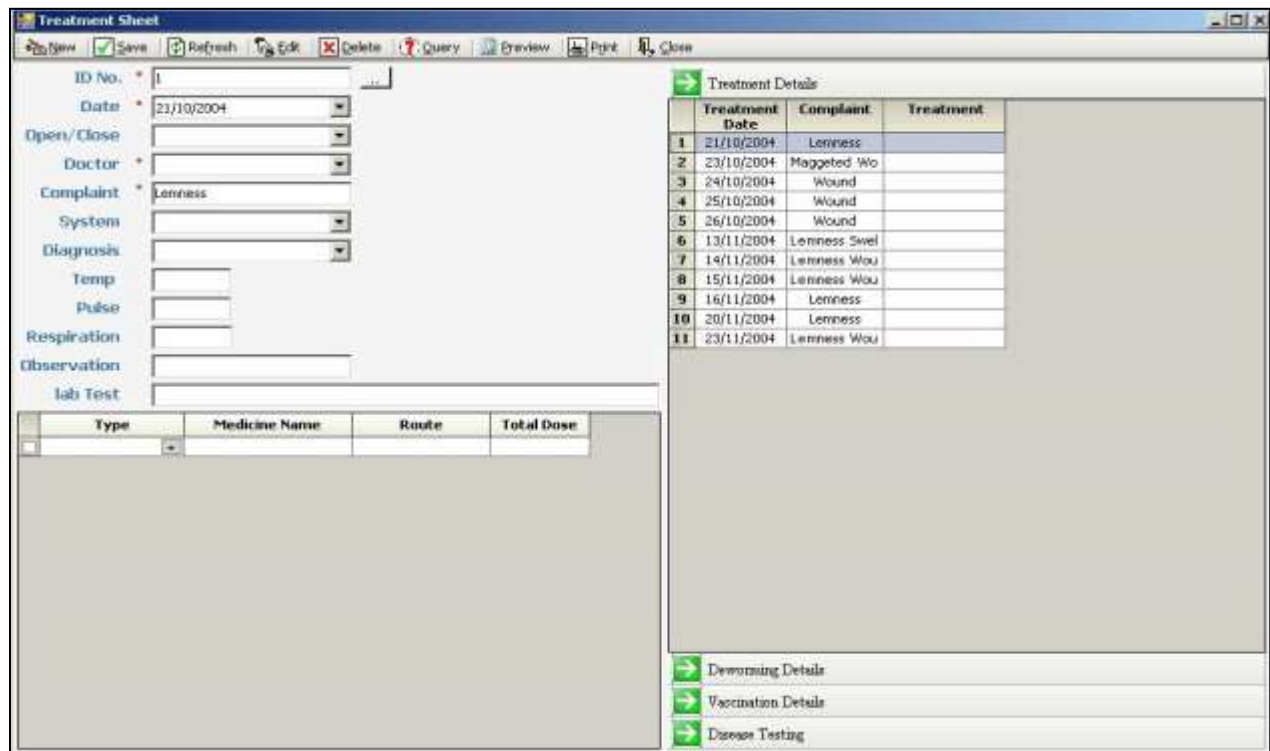 Treatment Sheet
New Save Refresh Edit Delete Query Preview Print Close
ID No. * 1 ...
Date * 21/10/2004
Open/Close
Doctor *
Complaint * Lemness
System
Diagnosis
Temp
Pulse
Respiration
Observation
lab Test
Type Medicine Name Route Total Dose
Treatment Details
Treatment Date Complaint Treatment
1 21/10/2004 Lemness
2 23/10/2004 Maggeted Wo
3 24/10/2004 Wound
4 25/10/2004 Wound
5 26/10/2004 Wound
6 13/11/2004 Lemness Swel
7 14/11/2004 Lemness Wou
8 15/11/2004 Lemness Wou
9 16/11/2004 Lemness
10 20/11/2004 Lemness
11 23/11/2004 Lemness Wou
Deworming Details
Vaccination Details
Disease Testing